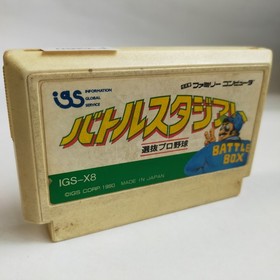 igs INFORMATION
GLOBAL
SERVICE
ファミリーコンピュータ
バトルスタジアム
選抜プロ野球
BATTLE
BOX
IGS-X8
©IGS CORP. 1990 MADE IN JAPAN